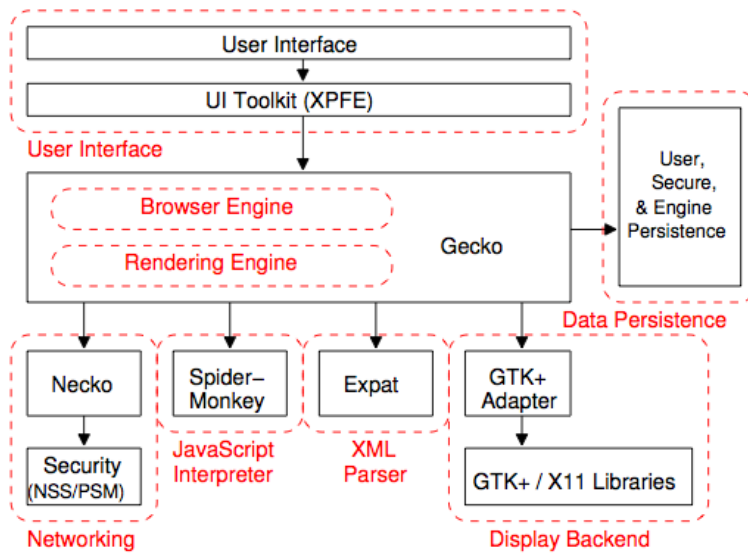 User Interface
UI Toolkit (XPFE)
User Interface
User,
Secure,
& Engine
Persistence
Data Persistence
Browser Engine
Rendering Engine
Gecko
Necko
Security
(NSS/PSM)
Networking
Spider–
Monkey
JavaScript
Interpreter
Expat
XML
Parser
GTK+
Adapter
GTK+ / X11 Libraries
Display Backend